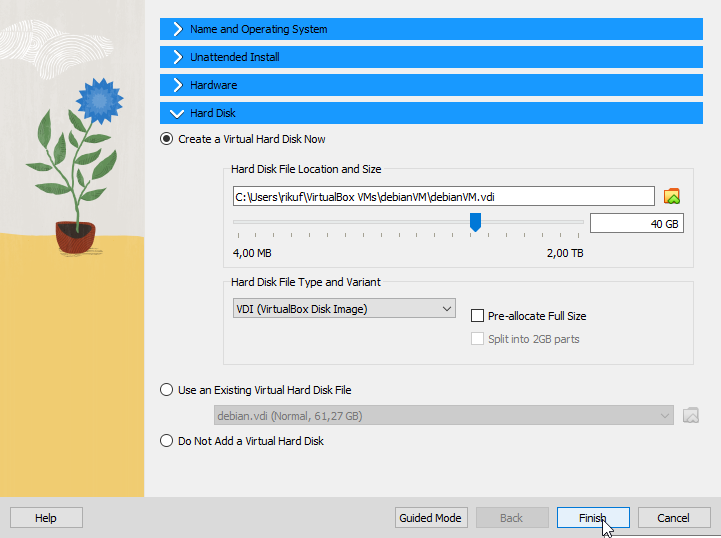 Name and Operating System
Unattended Install
Hardware
Hard Disk
Create a Virtual Hard Disk Now
Hard Disk File Location and Size
C:\Users\rikuf\VirtualBox VMs\debianVM\debianVM.vdi
40 GB
4,00 MB 2,00 TB
Hard Disk File Type and Variant
VDI (VirtualBox Disk Image) Pre-allocate Full Size
Split into 2GB parts
Use an Existing Virtual Hard Disk File
debian.vdi (Normal, 61,27 GB)
Do Not Add a Virtual Hard Disk
Help Guided Mode Back Finish Cancel